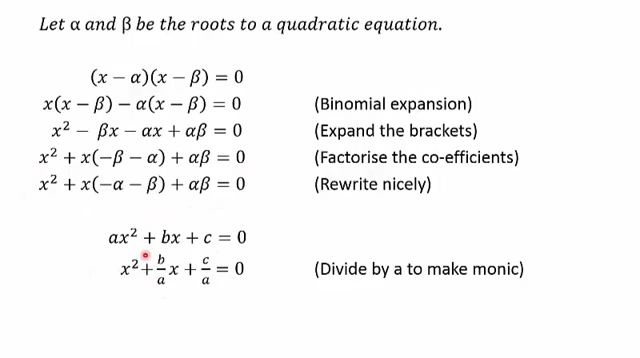 Let α and β be the roots to a quadratic equation.
(x − α)(x − β) = 0
x(x − β) − α(x − β) = 0 (Binomial expansion)
x² − βx − αx + αβ = 0 (Expand the brackets)
x² + x(−β − α) + αβ = 0 (Factorise the co-efficients)
x² + x(−α − β) + αβ = 0 (Rewrite nicely)
ax² + bx + c = 0
x² + b/a x + c/a = 0 (Divide by a to make monic)